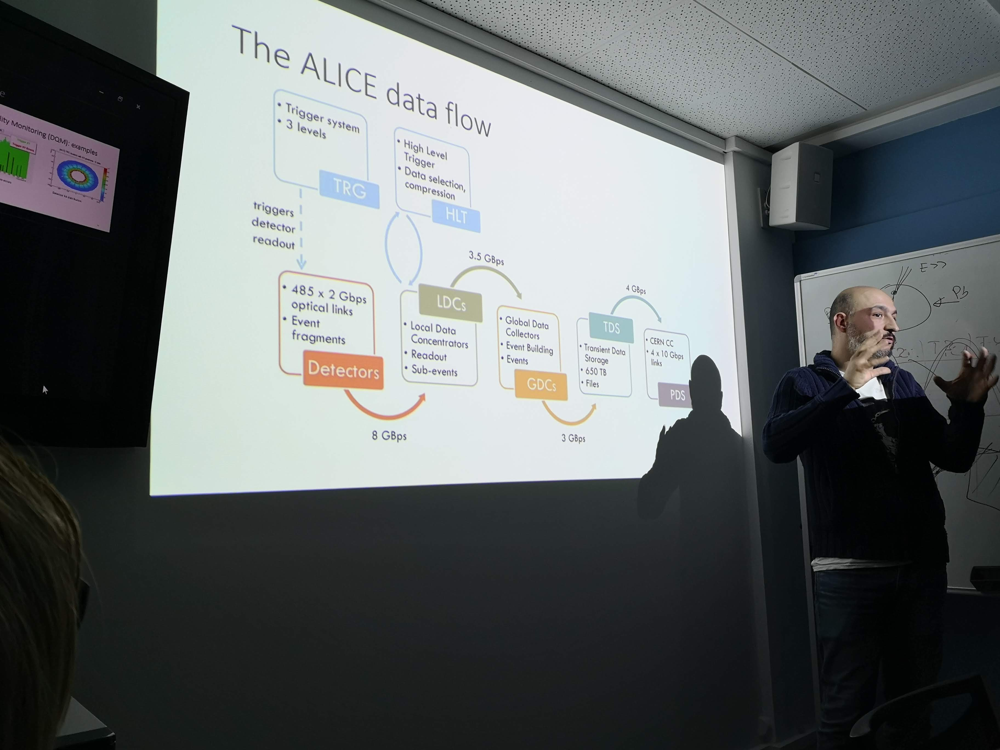 The ALICE data flow
• Trigger system
• 3 levels
TRG
• High Level
Trigger
• Data selection,
compression
HLT
triggers
detector
readout
• 485 x 2 Gbps
optical links
• Event
fragments
Detectors
8 GBps
LDCs
• Local Data
Concentrators
• Readout
• Sub-events
3.5 GBps
• Global Data
Collectors
• Event Building
• Events
GDCs
3 GBps
TDS
• Transient Data
Storage
• 650 TB
• Files
4 GBps
• CERN CC
• 4 x 10 Gbps
links
PDS
e
lity Monitoring (DQM): examples
E>>
Pb